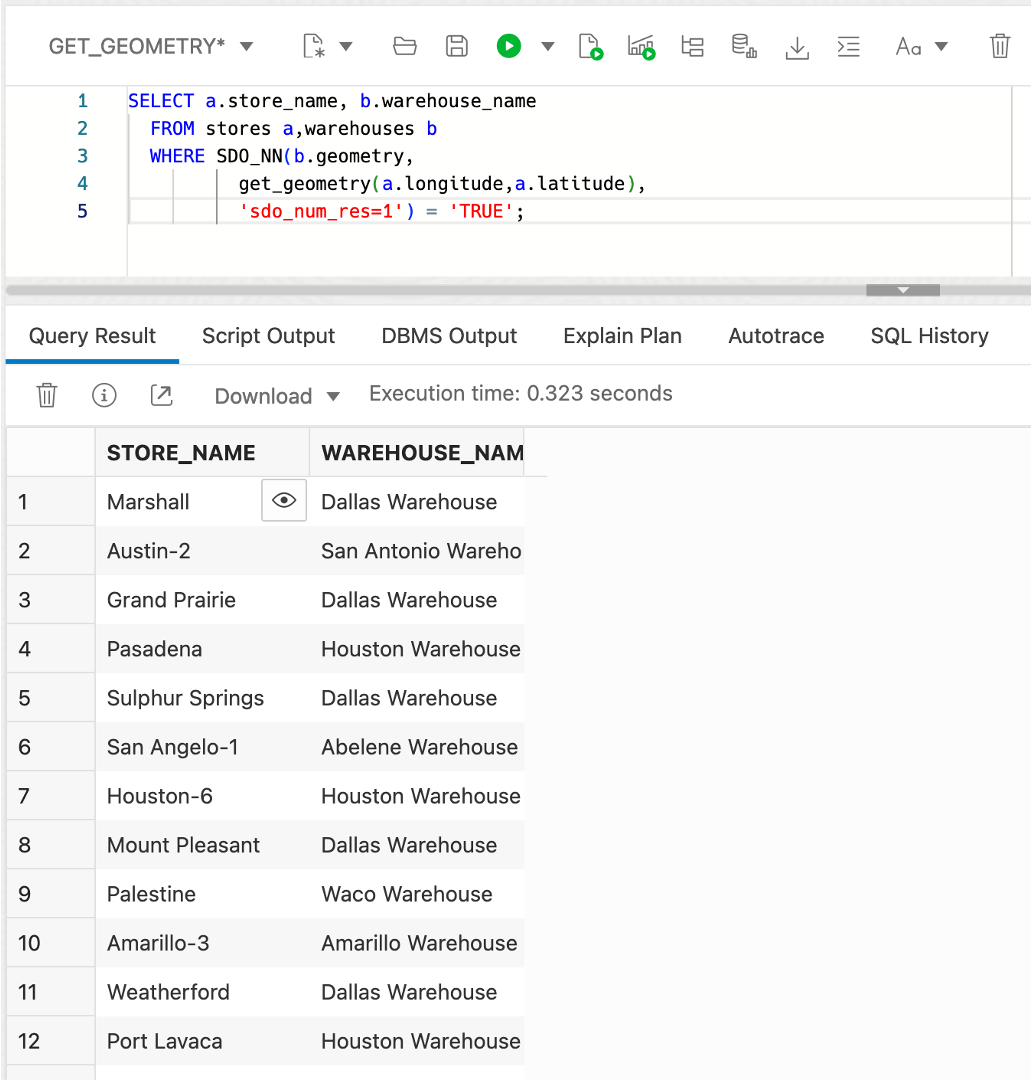 GET_GEOMETRY*
Aa
1 SELECT a.store_name, b.warehouse_name
2 FROM stores a,warehouses b
3 WHERE SDO_NN(b.geometry,
4 get_geometry(a.longitude,a.latitude),
5 'sdo_num_res=1') = 'TRUE';
Query Result Script Output DBMS Output Explain Plan Autotrace SQL History
Download Execution time: 0.323 seconds
STORE_NAME WAREHOUSE_NAM
1 Marshall Dallas Warehouse
2 Austin-2 San Antonio Wareho
3 Grand Prairie Dallas Warehouse
4 Pasadena Houston Warehouse
5 Sulphur Springs Dallas Warehouse
6 San Angelo-1 Abelene Warehouse
7 Houston-6 Houston Warehouse
8 Mount Pleasant Dallas Warehouse
9 Palestine Waco Warehouse
10 Amarillo-3 Amarillo Warehouse
11 Weatherford Dallas Warehouse
12 Port Lavaca Houston Warehouse